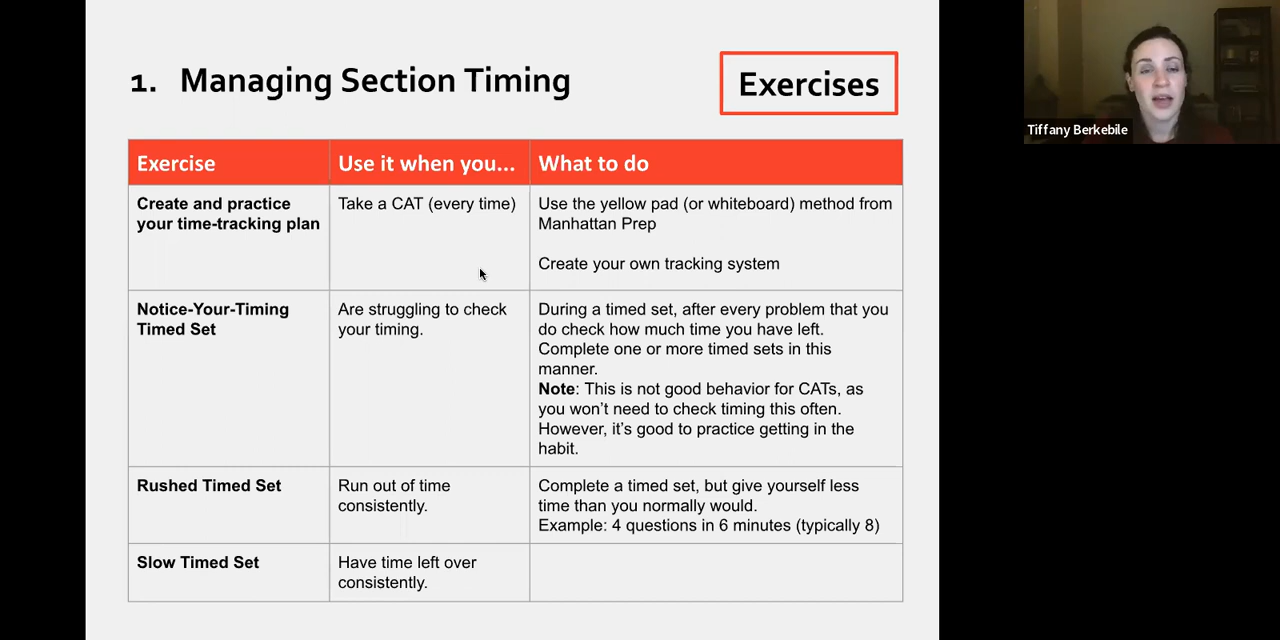 1. Managing Section Timing
Exercises
Exercise
Use it when you...
What to do
Create and practice
your time-tracking plan
Take a CAT (every time)
Use the yellow pad (or whiteboard) method from
Manhattan Prep
Create your own tracking system
Notice-Your-Timing
Timed Set
Are struggling to check
your timing.
During a timed set, after every problem that you
do check how much time you have left.
Complete one or more timed sets in this
manner.
Note: This is not good behavior for CATs, as
you won’t need to check timing this often.
However, it’s good to practice getting in the
habit.
Rushed Timed Set
Run out of time
consistently.
Complete a timed set, but give yourself less
time than you normally would.
Example: 4 questions in 6 minutes (typically 8)
Slow Timed Set
Have time left over
consistently.
Tiffany Berkebile